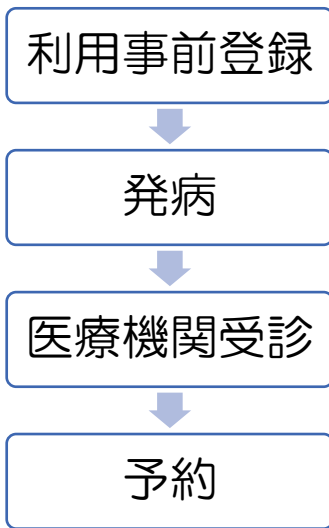 利用事前登録
発病
医療機関受診
予約